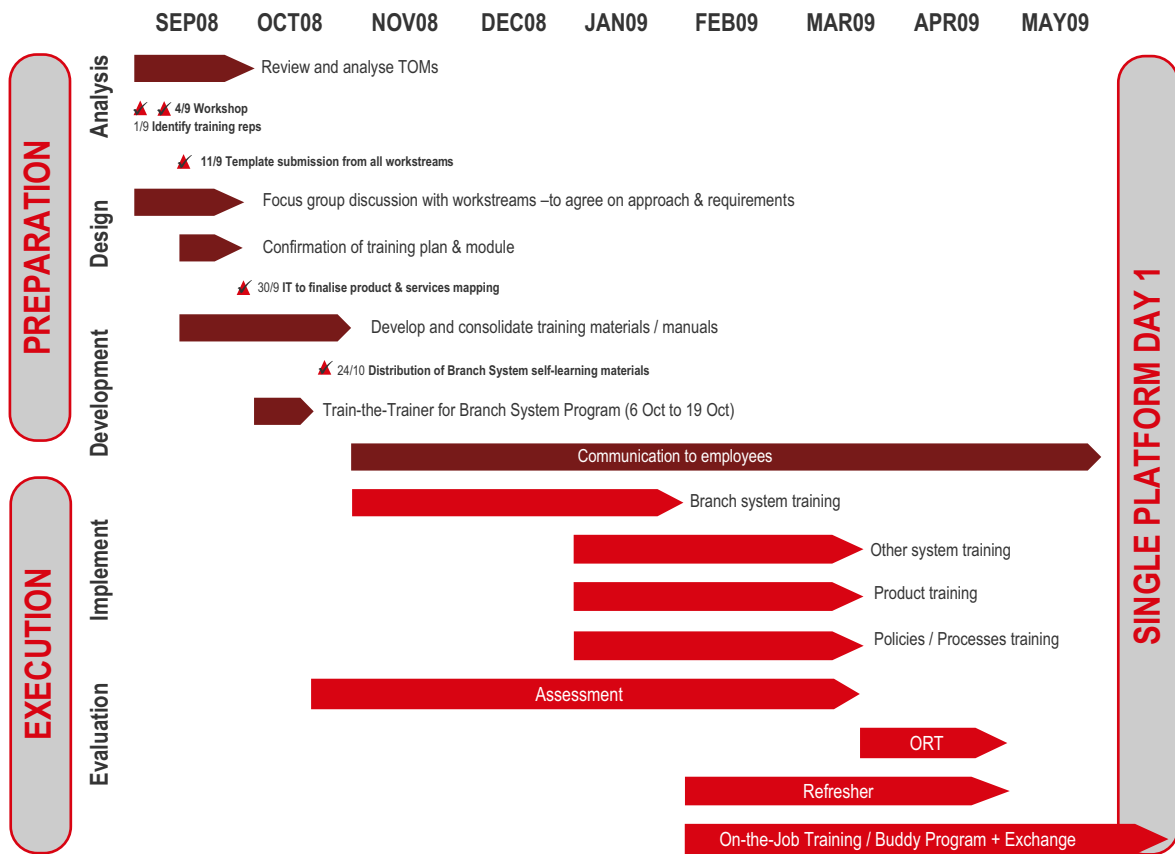 SEP08 OCT08 NOV08 DEC08 JAN09 FEB09 MAR09 APR09 MAY09
PREPARATION
Analysis
Review and analyse TOMs
4/9 Workshop
1/9 Identify training reps
11/9 Template submission from all workstreams
Design
Focus group discussion with workstreams –to agree on approach & requirements
Confirmation of training plan & module
30/9 IT to finalise product & services mapping
Development
Develop and consolidate training materials / manuals
24/10 Distribution of Branch System self-learning materials
Train-the-Trainer for Branch System Program (6 Oct to 19 Oct)
Communication to employees
EXECUTION
Implement
Branch system training
Other system training
Product training
Policies / Processes training
Evaluation
Assessment
ORT
Refresher
On-the-Job Training / Buddy Program + Exchange
SINGLE PLATFORM DAY 1